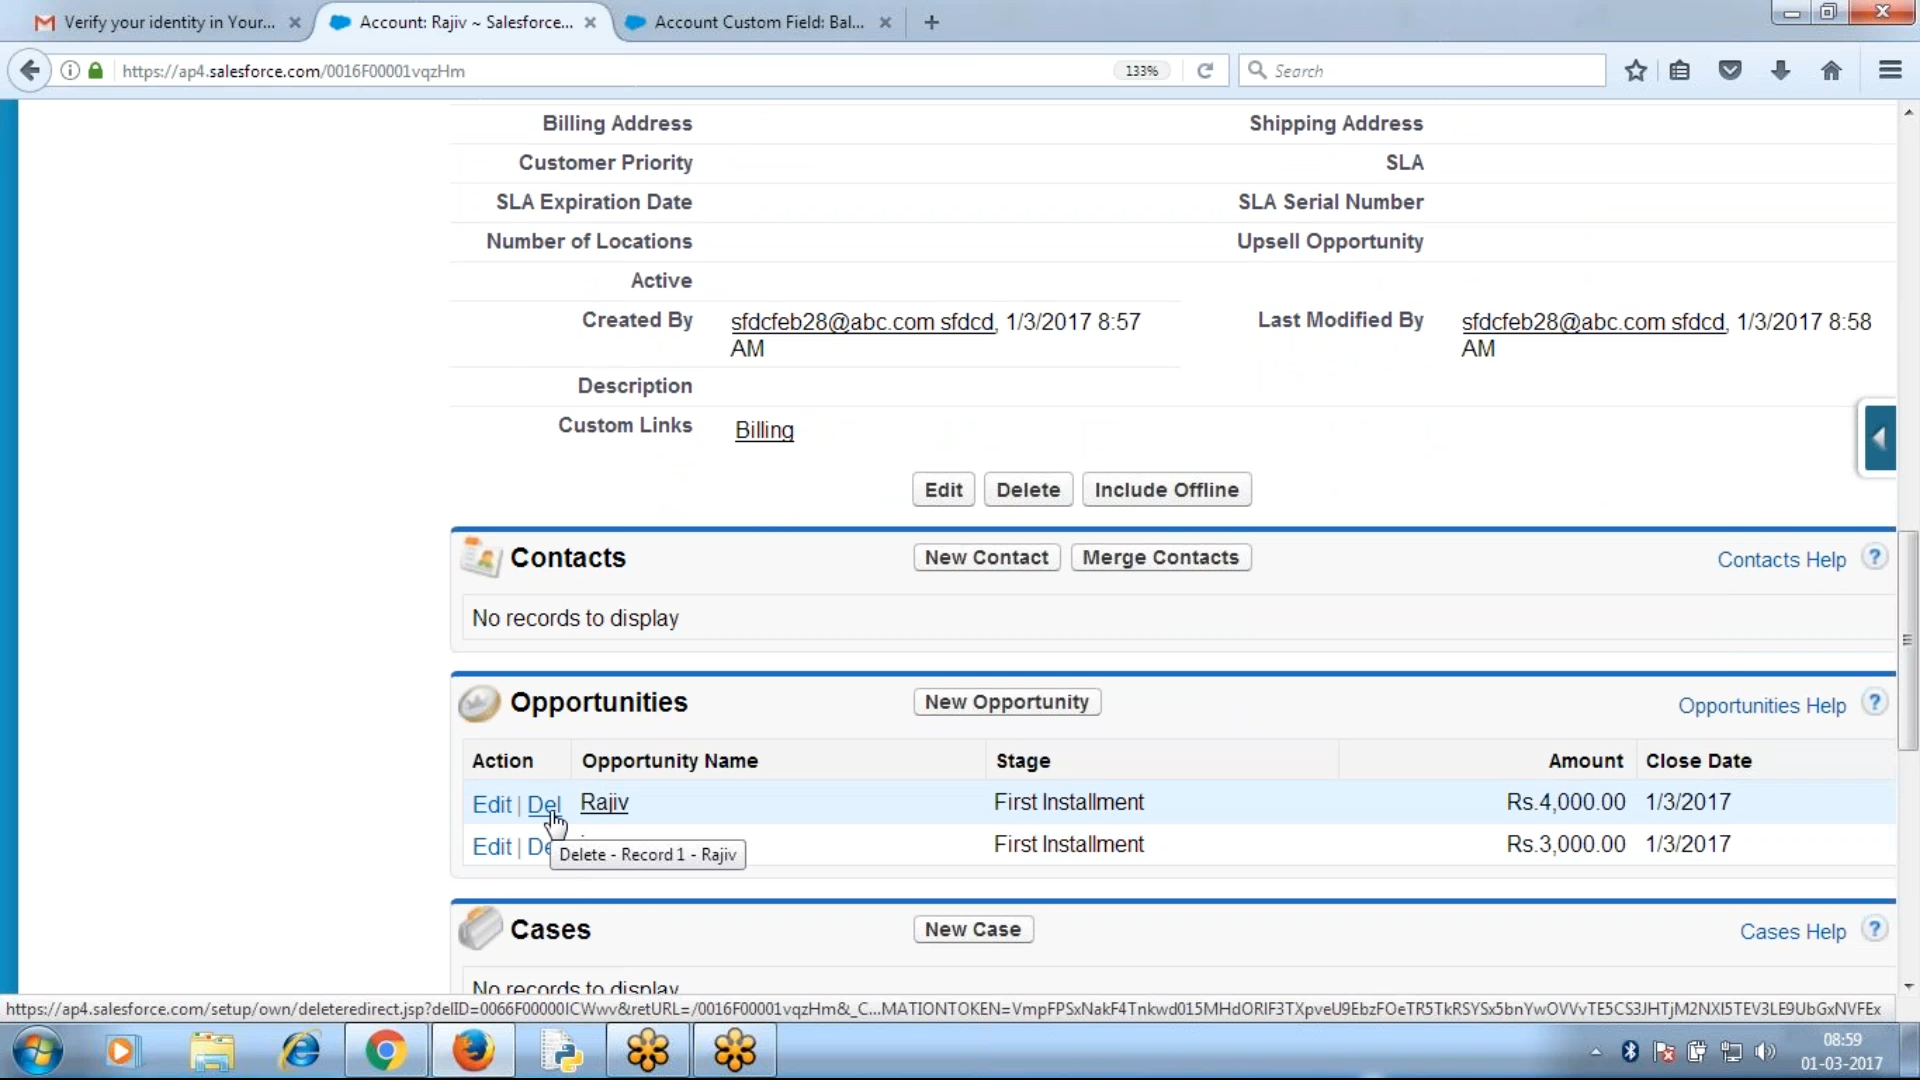 Verify your identity in Your...
Account: Rajiv ~ Salesforce...
Account Custom Field: Bal...
https://ap4.salesforce.com/0016F00001vqzHm
133%
Search
Billing Address
Shipping Address
Customer Priority
SLA
SLA Expiration Date
SLA Serial Number
Number of Locations
Upsell Opportunity
Active
Created By sfdcfeb28@abc.com sfdcd, 1/3/2017 8:57 AM
Last Modified By sfdcfeb28@abc.com sfdcd, 1/3/2017 8:58 AM
Description
Custom Links Billing
Edit Delete Include Offline
Contacts New Contact Merge Contacts Contacts Help ?
No records to display
Opportunities New Opportunity Opportunities Help ?
Action Opportunity Name Stage Amount Close Date
Edit | Del Rajiv First Installment Rs.4,000.00 1/3/2017
Edit | De First Installment Rs.3,000.00 1/3/2017
Delete - Record 1 - Rajiv
Cases New Case Cases Help ?
No records to display
https://ap4.salesforce.com/setup/own/deleteredirect.jsp?delID=0066F00000ICWwv&retURL=/0016F00001vqzHm&_C...MATIONTOKEN=VmpFPSxNakF4Tnkwd015MHdORlF3TXpveU9EbzFOeTR5TkRSYSx5bnYwOVVvTE5CS3JHTjM2NXI5TEV3LE9UbGxNVFEx
08:59
01-03-2017